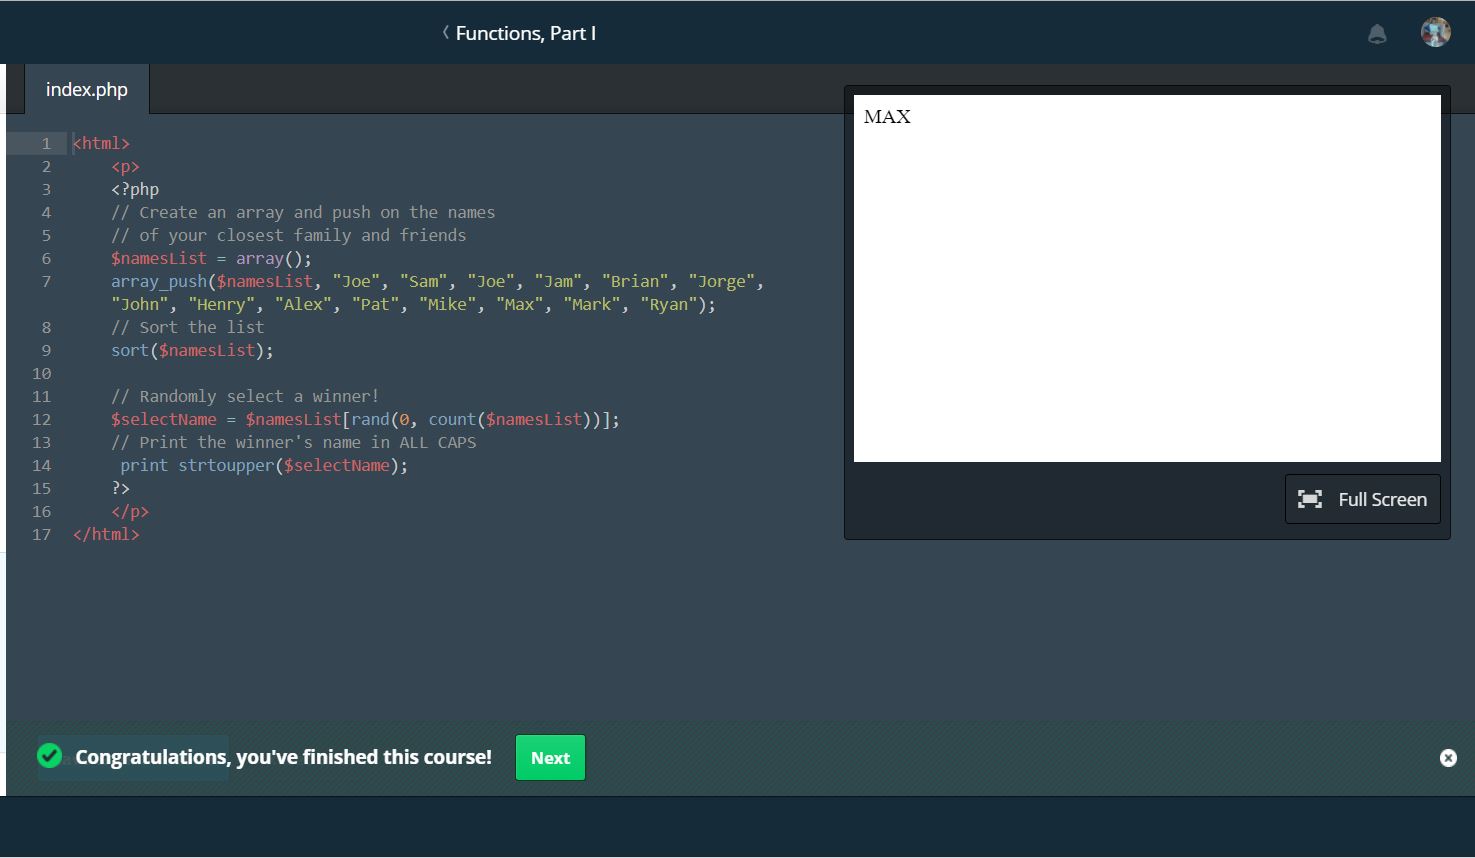 Functions, Part I
index.php
1 <html>
2 <p>
3 <?php
4 // Create an array and push on the names
5 // of your closest family and friends
6 $namesList = array();
7 array_push($namesList, "Joe", "Sam", "Joe", "Jam", "Brian", "Jorge",
"John", "Henry", "Alex", "Pat", "Mike", "Max", "Mark", "Ryan");
8 // Sort the list
9 sort($namesList);
10
11 // Randomly select a winner!
12 $selectName = $namesList[rand(0, count($namesList))];
13 // Print the winner's name in ALL CAPS
14 print strtoupper($selectName);
15 ?>
16 </p>
17 </html>
MAX
Full Screen
Congratulations, you've finished this course!
Next